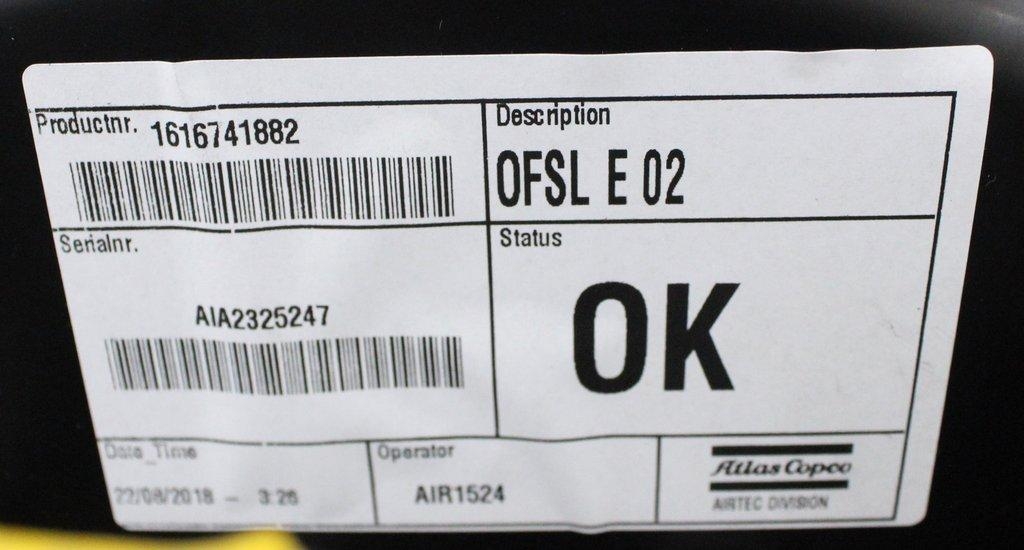 Productnr. 1616741882
Description
OFSL E 02
Serialnr.
AIA2325247
Status
OK
Date_Time
22/08/2018 - 3:26
Operator
AIR1524
Atlas Copco
AIRTEC DIVISION